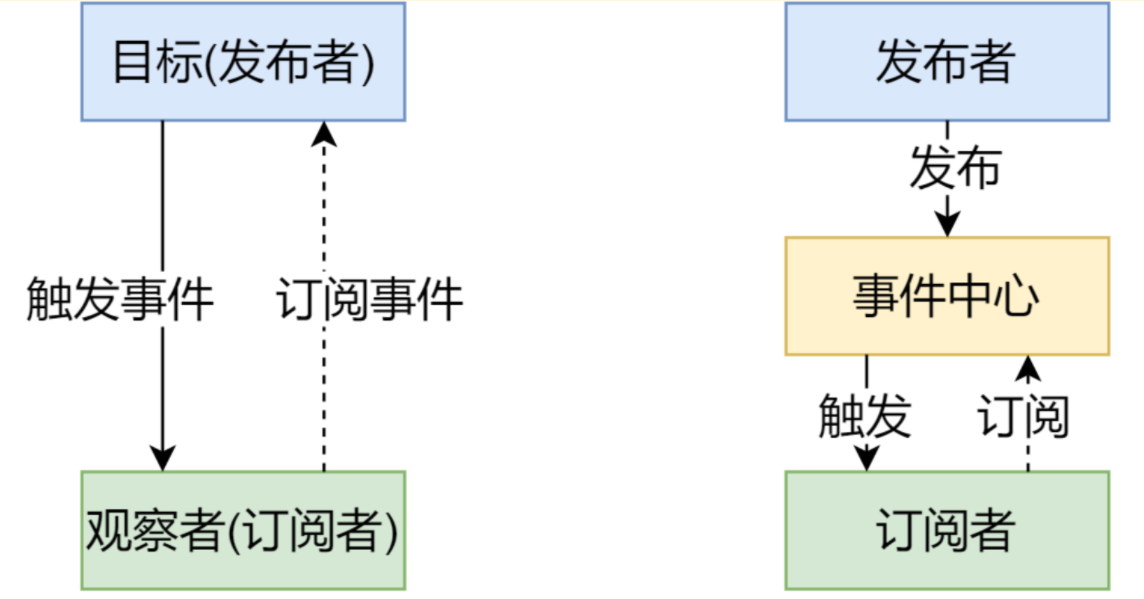 目标(发布者)
触发事件
订阅事件
观察者(订阅者)
发布者
发布
事件中心
触发
订阅
订阅者